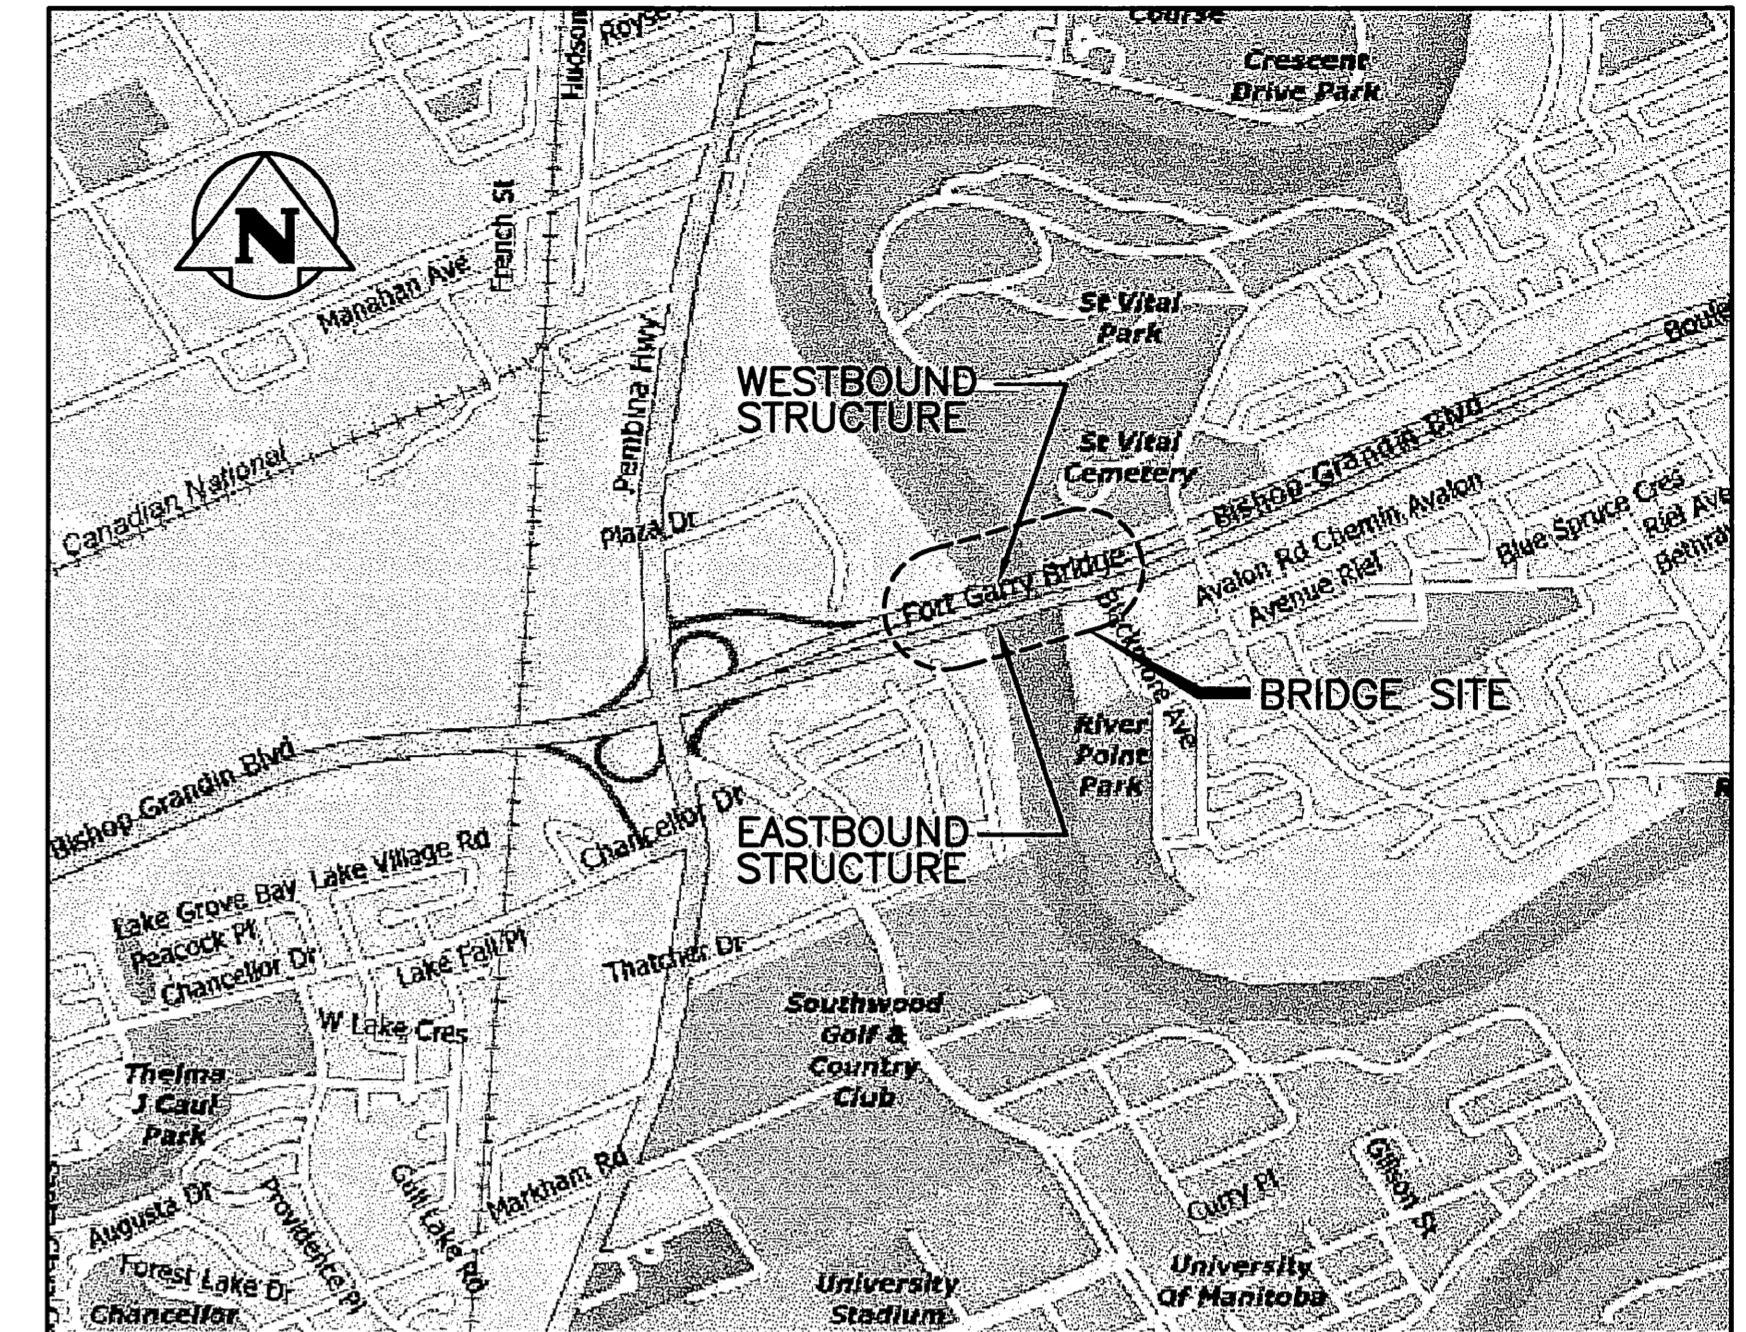 Course
Crescent
Drive Park
Hudson
Royse
N
French St
Manahan Ave
Pembina Hwy
St Vital
Park
WESTBOUND
STRUCTURE
St Vital
Cemetery
Canadian National
Plaza Dr
Bishop Grandin Blvd
Avalon Rd Chemin Avalon
Avenue Riel
Blue Spruce Cres
Riel Ave
Fort Garry Bridge
BRIDGE SITE
River
Point
Park
Bishop Grandin Blvd
EASTBOUND
STRUCTURE
Chancellor Dr
Lake Village Rd
Lake Grove Bay
Peacock Pl
Chancellor Dr
Lake Fall Pl
Thatcher Dr
W Lake Cres
Southwood
Golf &
Country
Club
Thelma
J Caul
Park
Markham Rd
Gull Lake Rd
Providence Pl
Augusta Dr
Forest Lake Dr
Chancellor
Curry Pl
Gibson St
University
Stadium
University
Of Manitoba